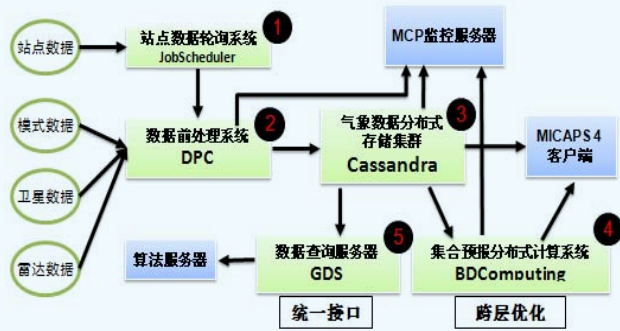 站点数据
站点数据轮询系统
JobScheduler
1
MCP监控服务器
模式数据
数据前处理系统
DPC
2
气象数据分布式
存储集群
Cassandra
3
MICAPS 4
客户端
卫星数据
雷达数据
算法服务器
数据查询服务器
GDS
5
集合预报分布式计算系统
BDComputing
4
统一接口
跨层优化